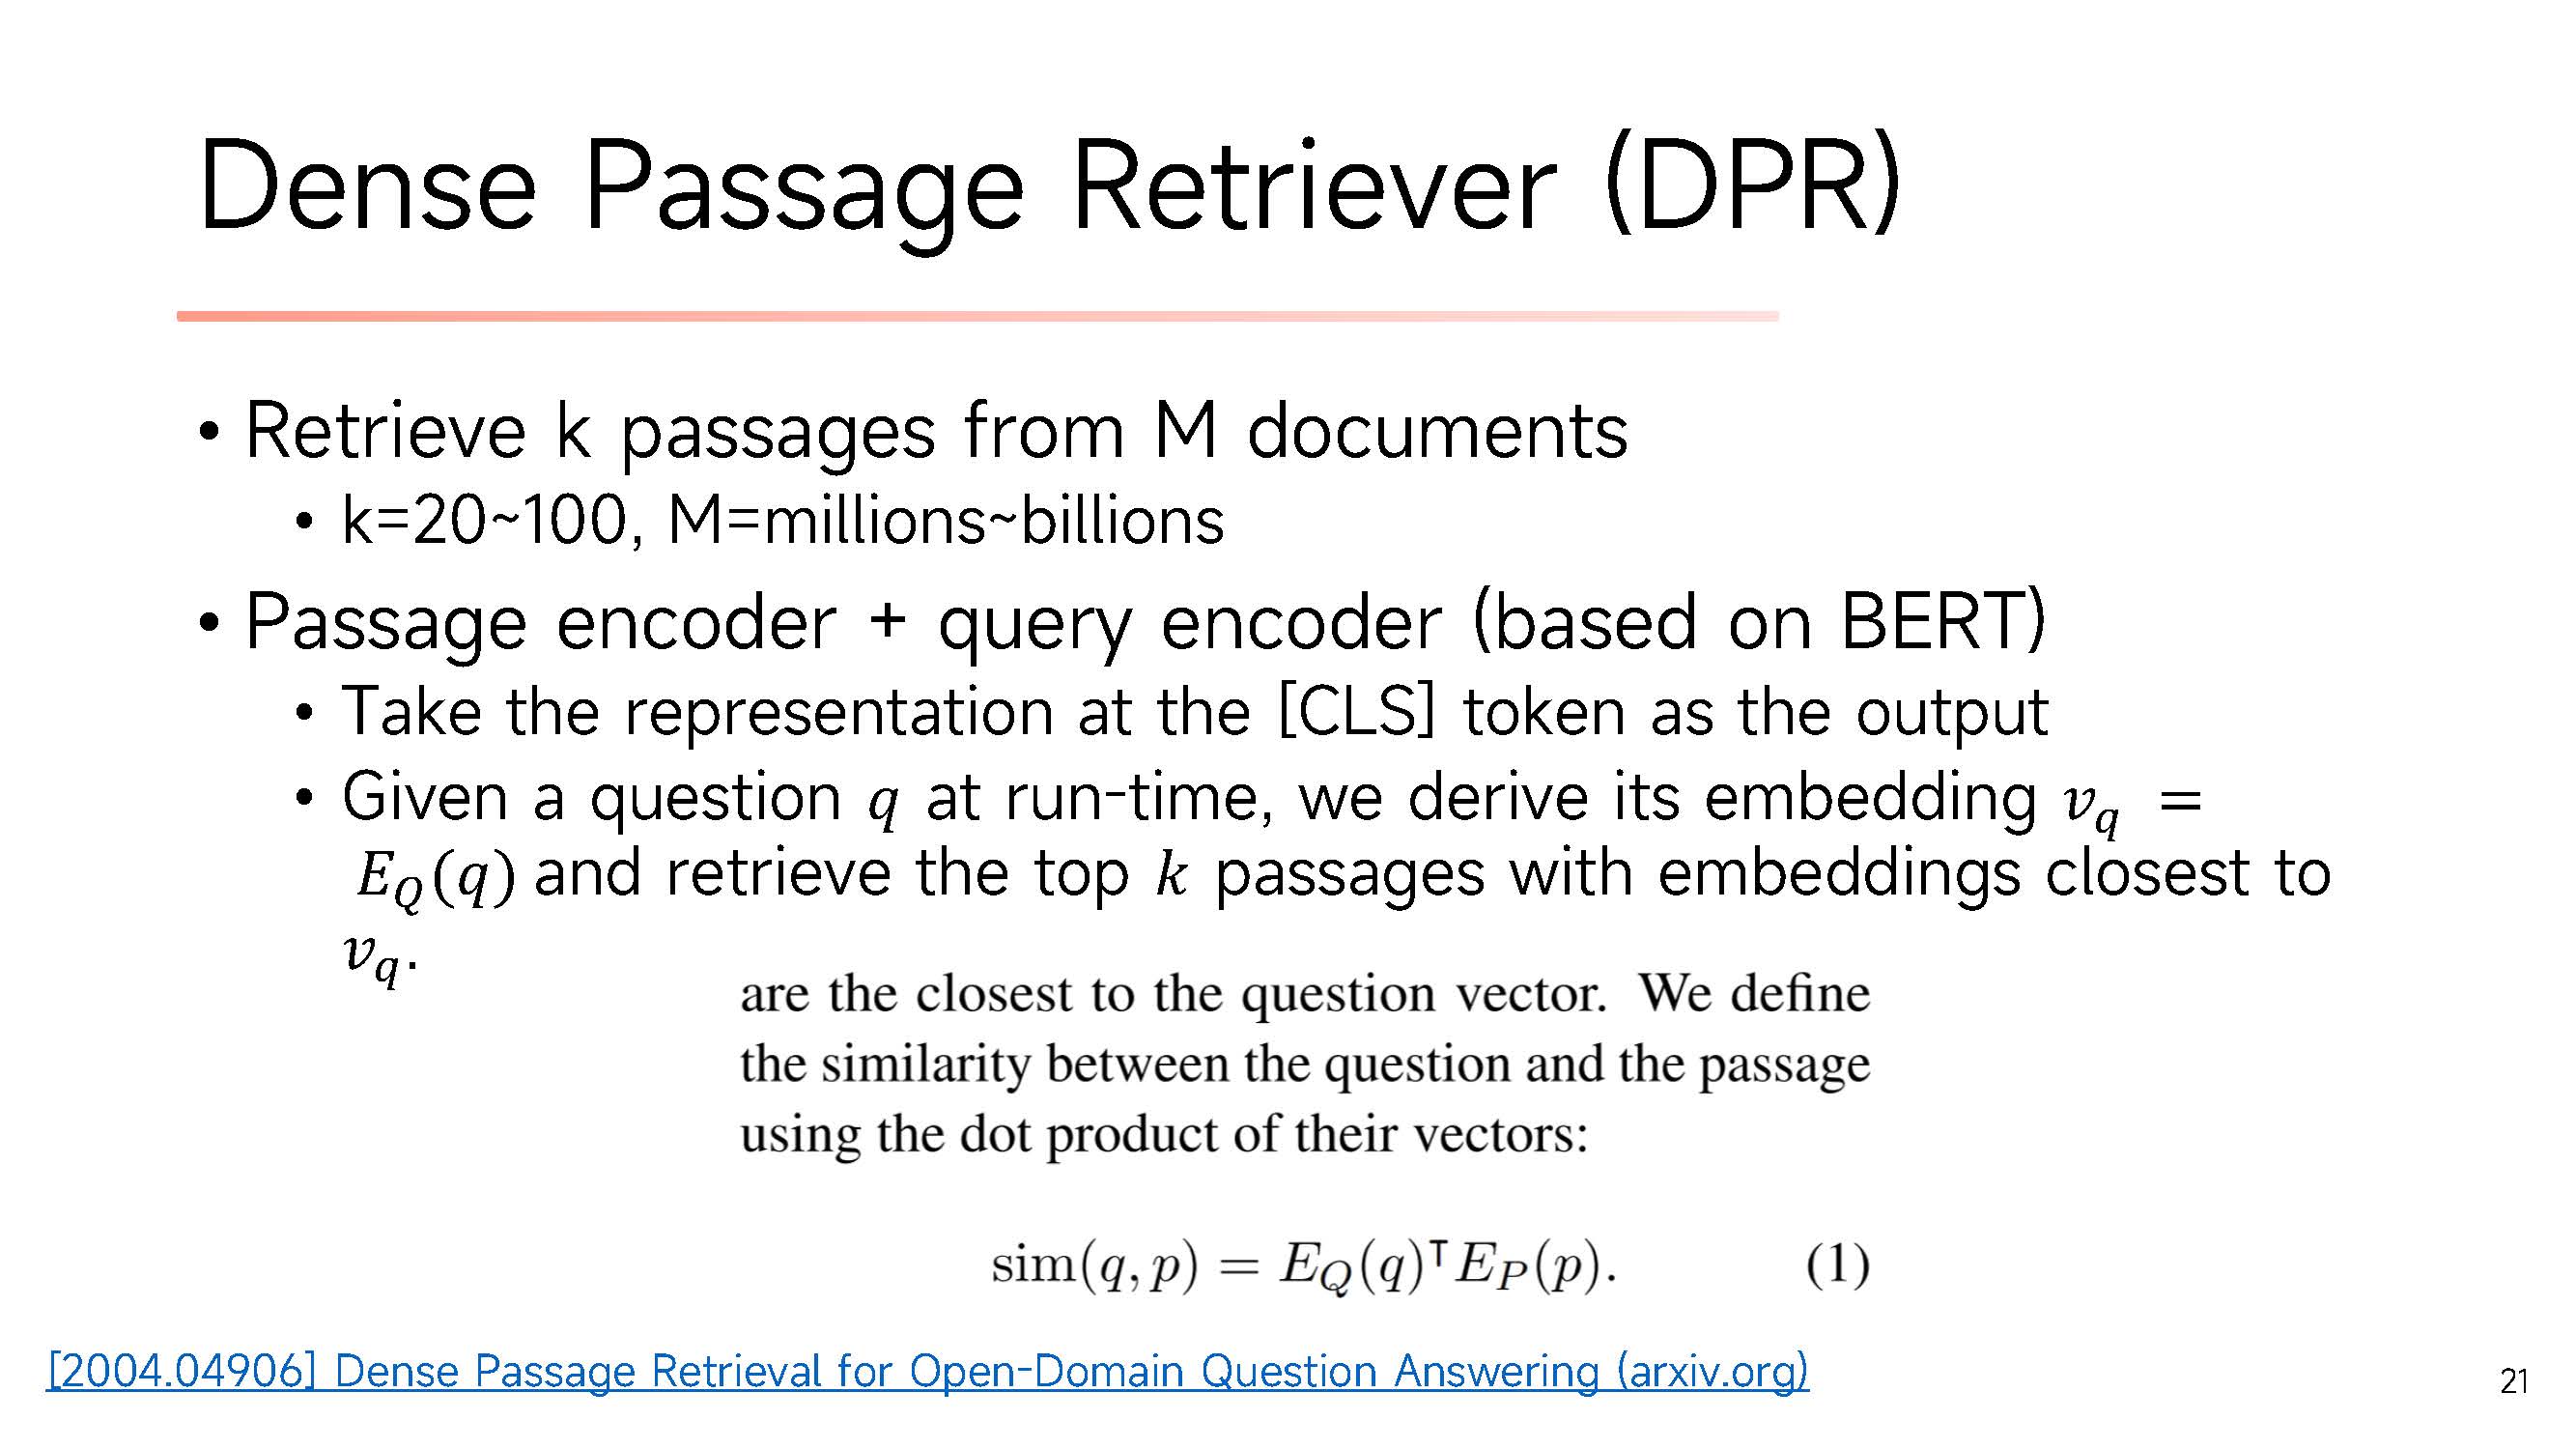 Dense Passage Retriever (DPR)
• Retrieve k passages from M documents
• k=20~100, M=millions~billions
• Passage encoder + query encoder (based on BERT)
• Take the representation at the [CLS] token as the output
• Given a question q at run-time, we derive its embedding v_q =
E_Q(q) and retrieve the top k passages with embeddings closest to
v_q.
are the closest to the question vector. We define
the similarity between the question and the passage
using the dot product of their vectors:
sim(q, p) = E_Q(q)^⊤ E_P(p). (1)
[2004.04906] Dense Passage Retrieval for Open-Domain Question Answering (arxiv.org)
21